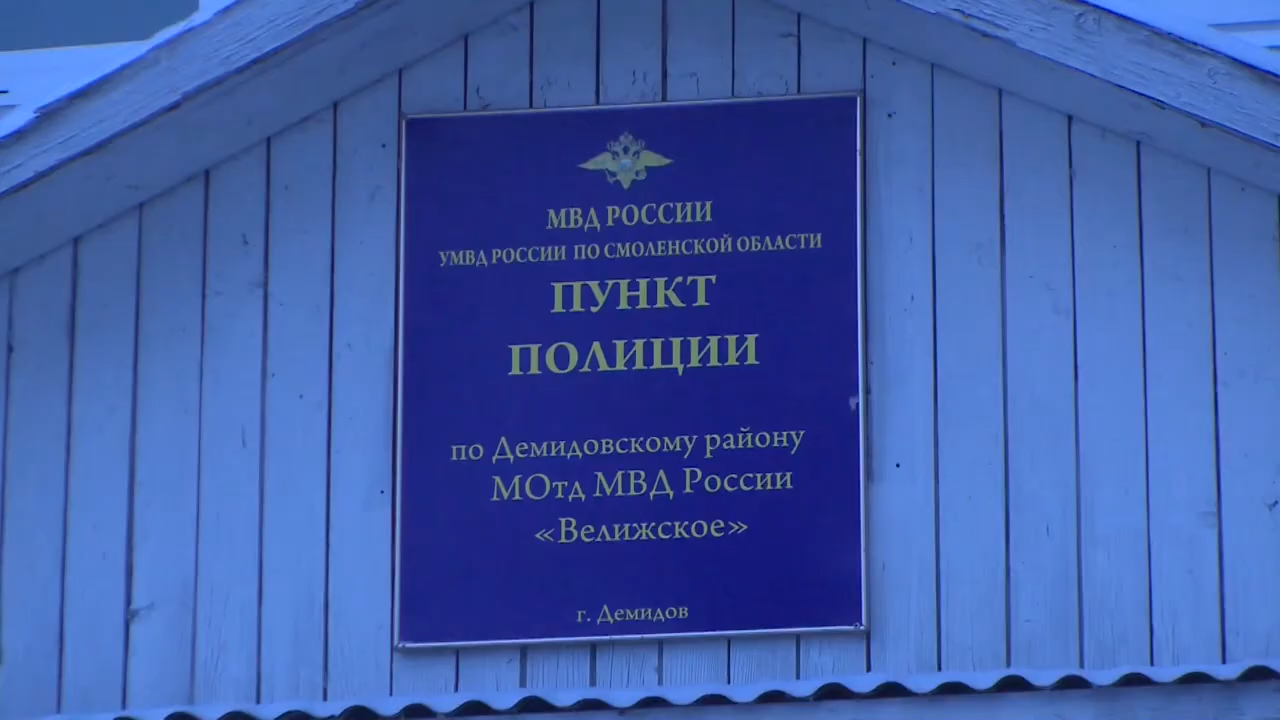 МВД РОССИИ
УМВД РОССИИ ПО СМОЛЕНСКОЙ ОБЛАСТИ
ПУНКТ
ПОЛИЦИИ
по Демидовскому району
МОтд МВД России
«Велижское»
г. Демидов